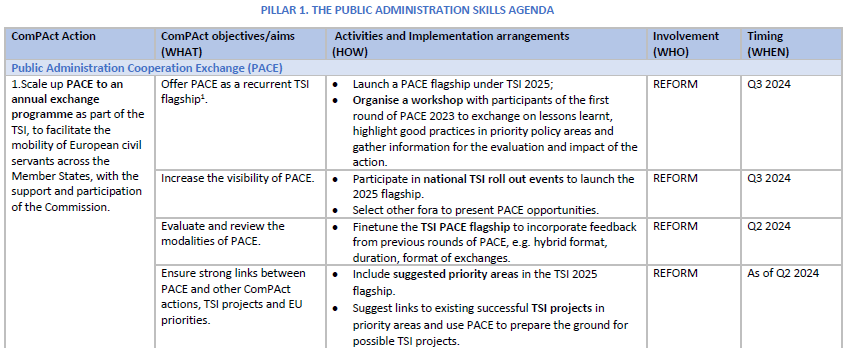 PILLAR 1. THE PUBLIC ADMINISTRATION SKILLS AGENDA
ComPAct Action
ComPAct objectives/aims
(WHAT)
Activities and Implementation arrangements
(HOW)
Involvement
(WHO)
Timing
(WHEN)
Public Administration Cooperation Exchange (PACE)
1.Scale up PACE to an
annual exchange
programme as part of the
TSI, to facilitate the
mobility of European civil
servants across the
Member States, with the
support and participation
of the Commission.
Offer PACE as a recurrent TSI
flagship¹.
• Launch a PACE flagship under TSI 2025;
• Organise a workshop with participants of the first
round of PACE 2023 to exchange on lessons learnt,
highlight good practices in priority policy areas and
gather information for the evaluation and impact of the
action.
REFORM
Q3 2024
Increase the visibility of PACE.
• Participate in national TSI roll out events to launch the
2025 flagship.
• Select other fora to present PACE opportunities.
REFORM
Q3 2024
Evaluate and review the
modalities of PACE.
• Finetune the TSI PACE flagship to incorporate feedback
from previous rounds of PACE, e.g. hybrid format,
duration, format of exchanges.
REFORM
Q2 2024
Ensure strong links between
PACE and other ComPAct
actions, TSI projects and EU
priorities.
• Include suggested priority areas in the TSI 2025
flagship.
• Suggest links to existing successful TSI projects in
priority areas and use PACE to prepare the ground for
possible TSI projects.
REFORM
As of Q2 2024